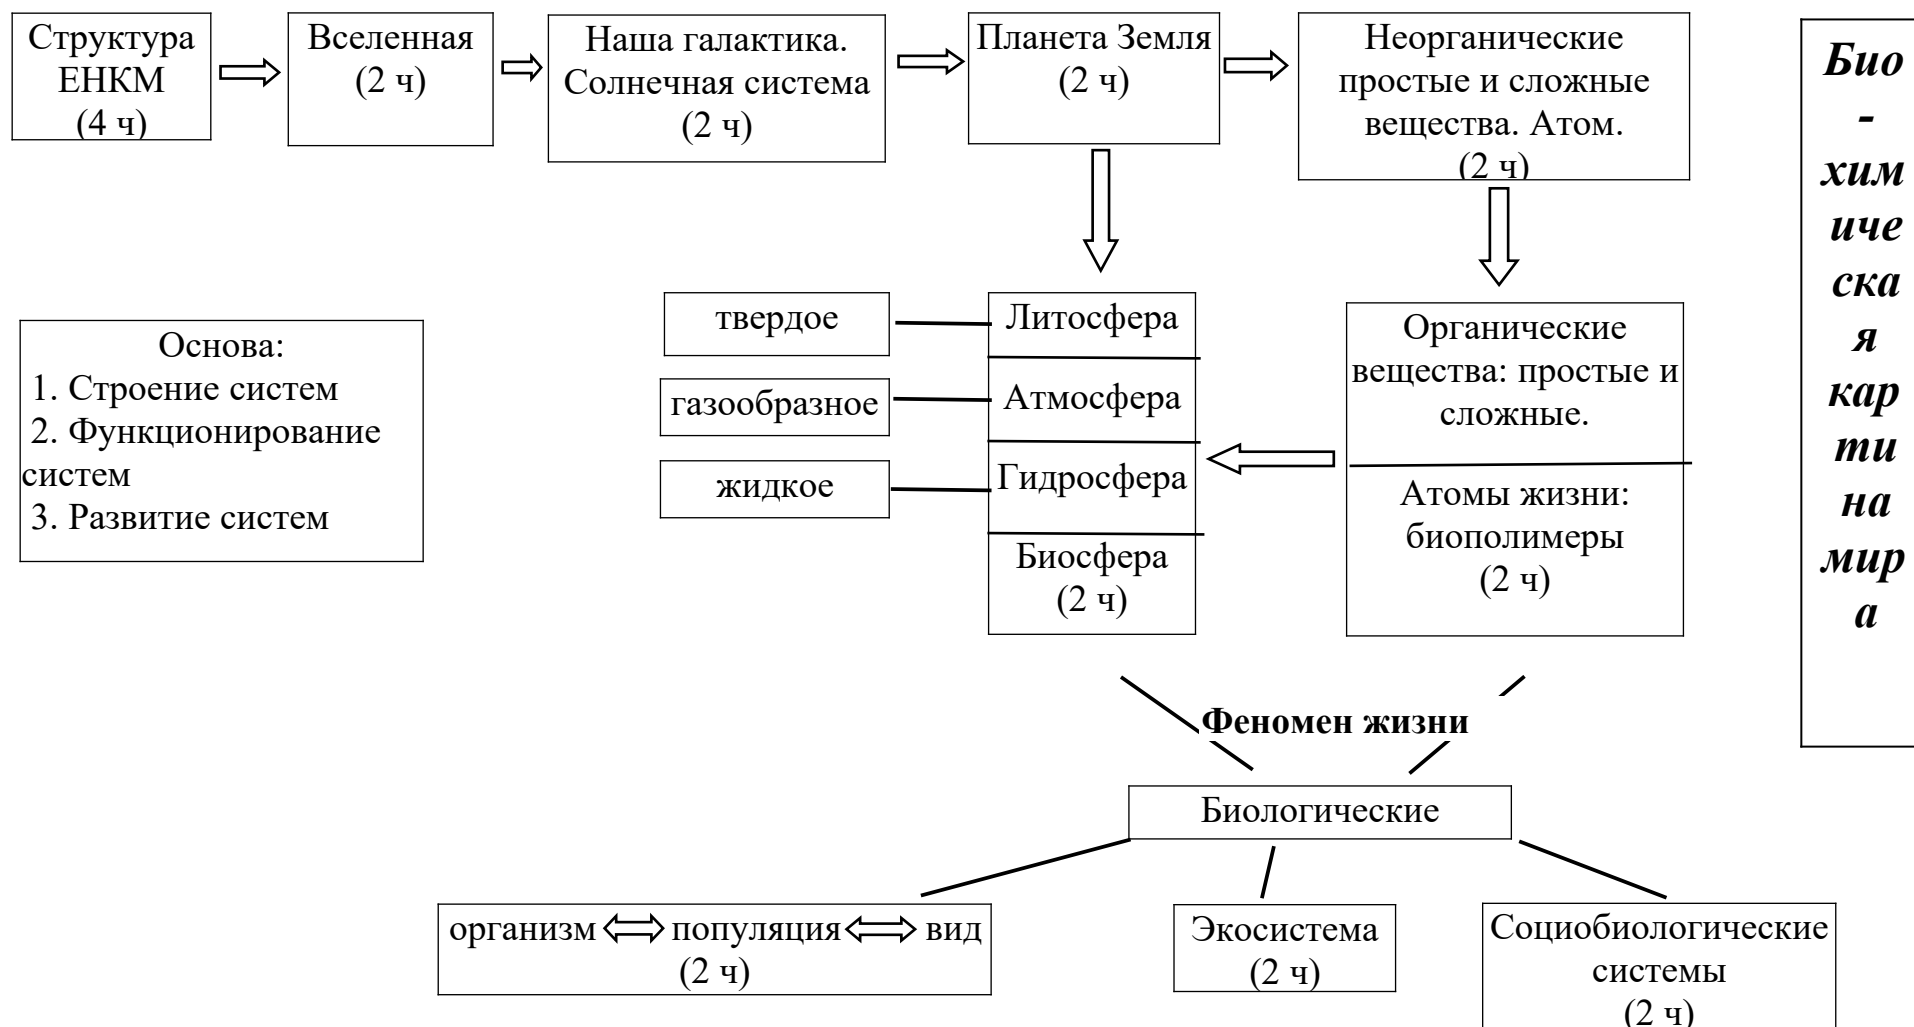 Структура
ЕНКМ
(4 ч)
Вселенная
(2 ч)
Наша галактика.
Солнечная система
(2 ч)
Планета Земля
(2 ч)
Неорганические
простые и сложные
вещества. Атом.
(2 ч)
Био
-
хим
иче
ска
я
кар
ти
на
мир
а
Основа:
1. Строение систем
2. Функционирование
систем
3. Развитие систем
твердое
газообразное
жидкое
Литосфера
Атмосфера
Гидросфера
Биосфера
(2 ч)
Органические
вещества: простые и
сложные.
Атомы жизни:
биополимеры
(2 ч)
Феномен жизни
Биологические
организм популяция вид
(2 ч)
Экосистема
(2 ч)
Социобиологические
системы
(2 ч)